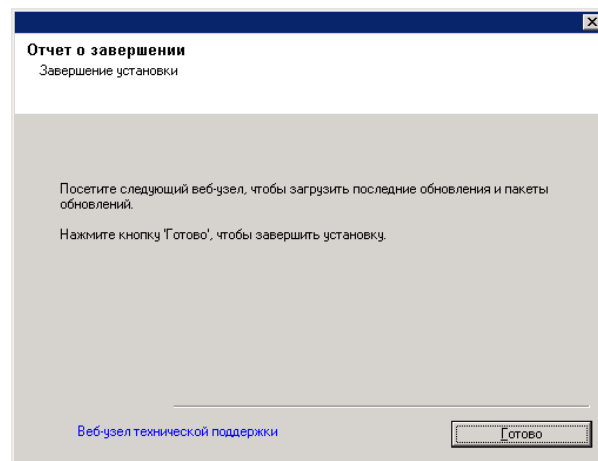 Отчет о завершении
Завершение установки
Посетите следующий веб-узел, чтобы загрузить последние обновления и пакеты
обновлений.
Нажмите кнопку 'Готово', чтобы завершить установку.
Веб-узел технической поддержки
Готово